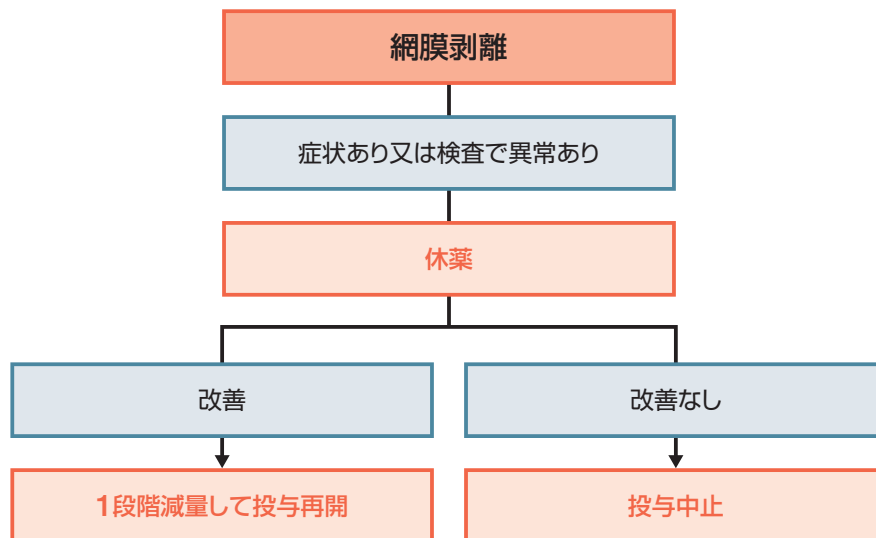 網膜剥離
症状あり又は検査で異常あり
休薬
改善
改善なし
1段階減量して投与再開
投与中止